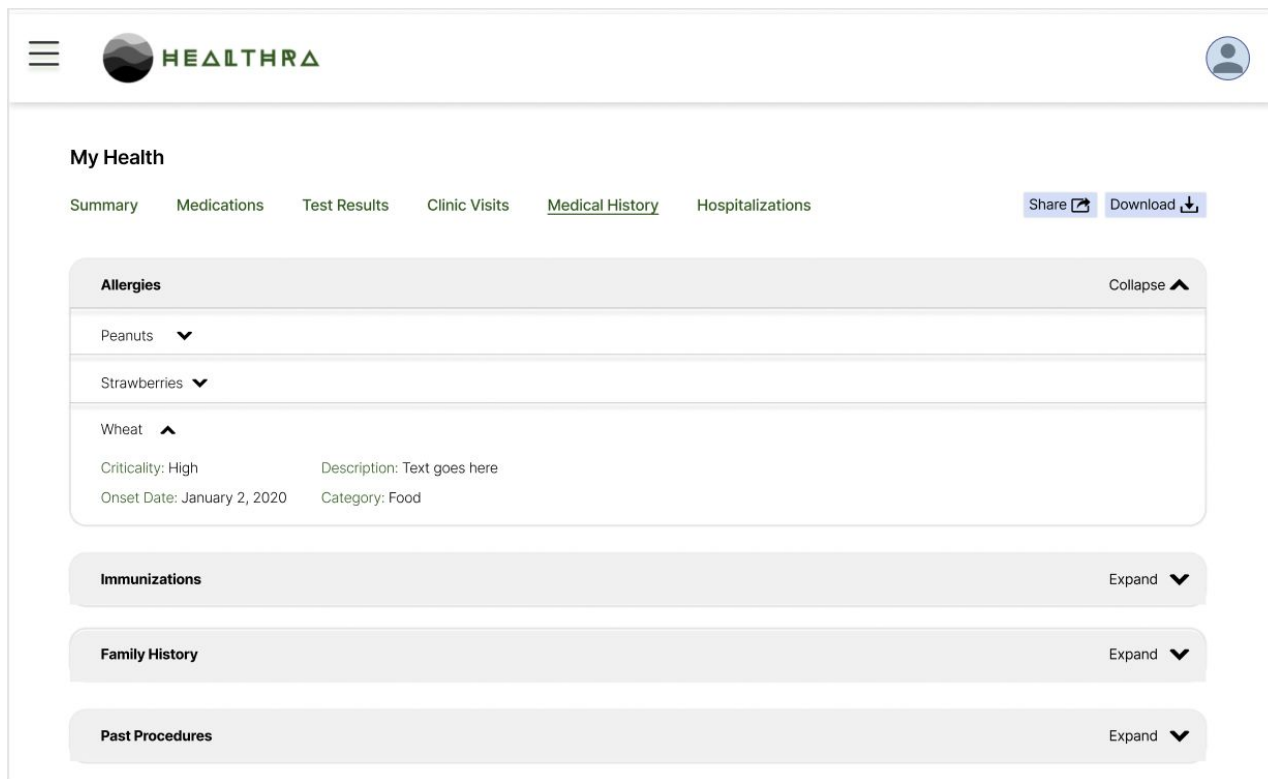 HEALTHRA
My Health
Summary Medications Test Results Clinic Visits Medical History Hospitalizations Share Download
Allergies Collapse
Peanuts
Strawberries
Wheat
Criticality: High Description: Text goes here
Onset Date: January 2, 2020 Category: Food
Immunizations Expand
Family History Expand
Past Procedures Expand